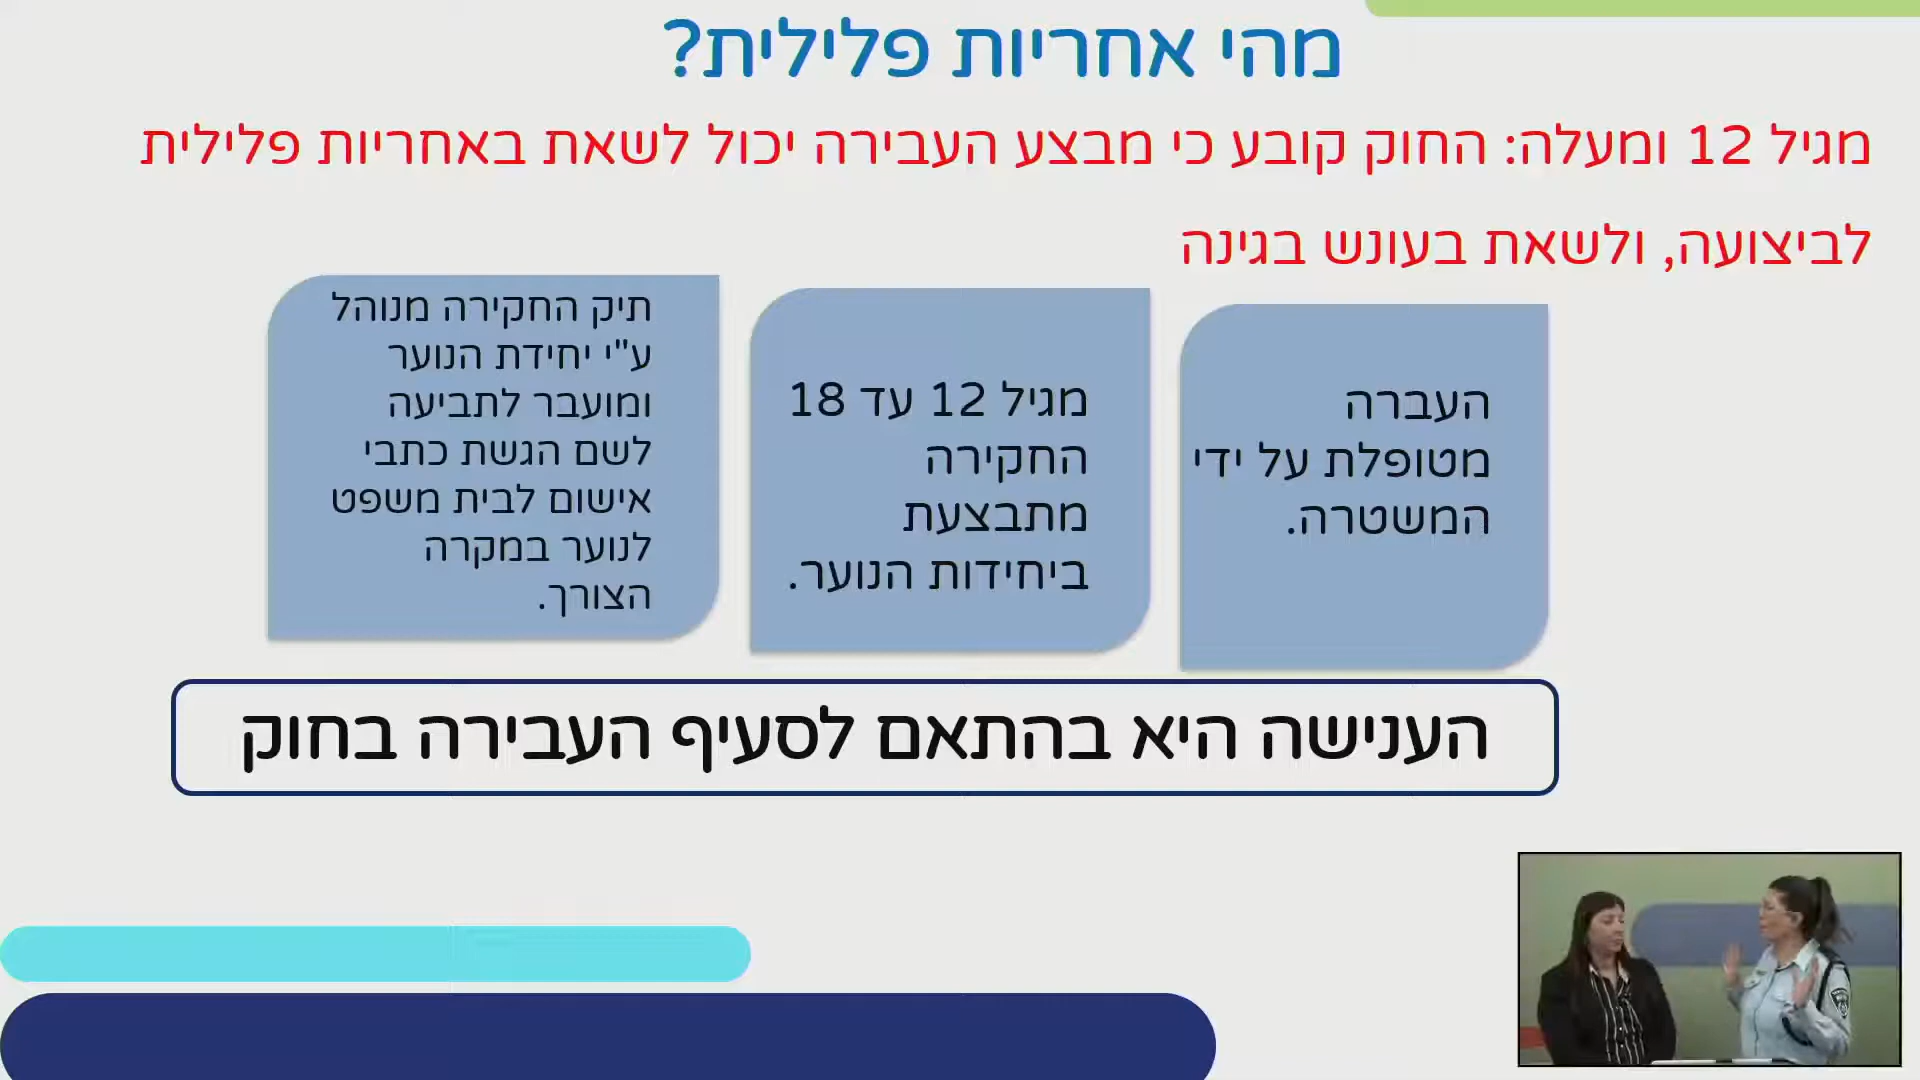 מהי אחריות פלילית?
מגיל 12 ומעלה: החוק קובע כי מבצע העבירה יכול לשאת באחריות פלילית
לביצועה, ולשאת בעונש בגינה
העברה
מטופלת על ידי
המשטרה.
מגיל 12 עד 18
החקירה
מתבצעת
ביחידות הנוער.
תיק החקירה מנוהל
ע"י יחידת הנוער
ומועבר לתביעה
לשם הגשת כתבי
אישום לבית משפט
לנוער במקרה
הצורך.
הענישה היא בהתאם לסעיף העבירה בחוק